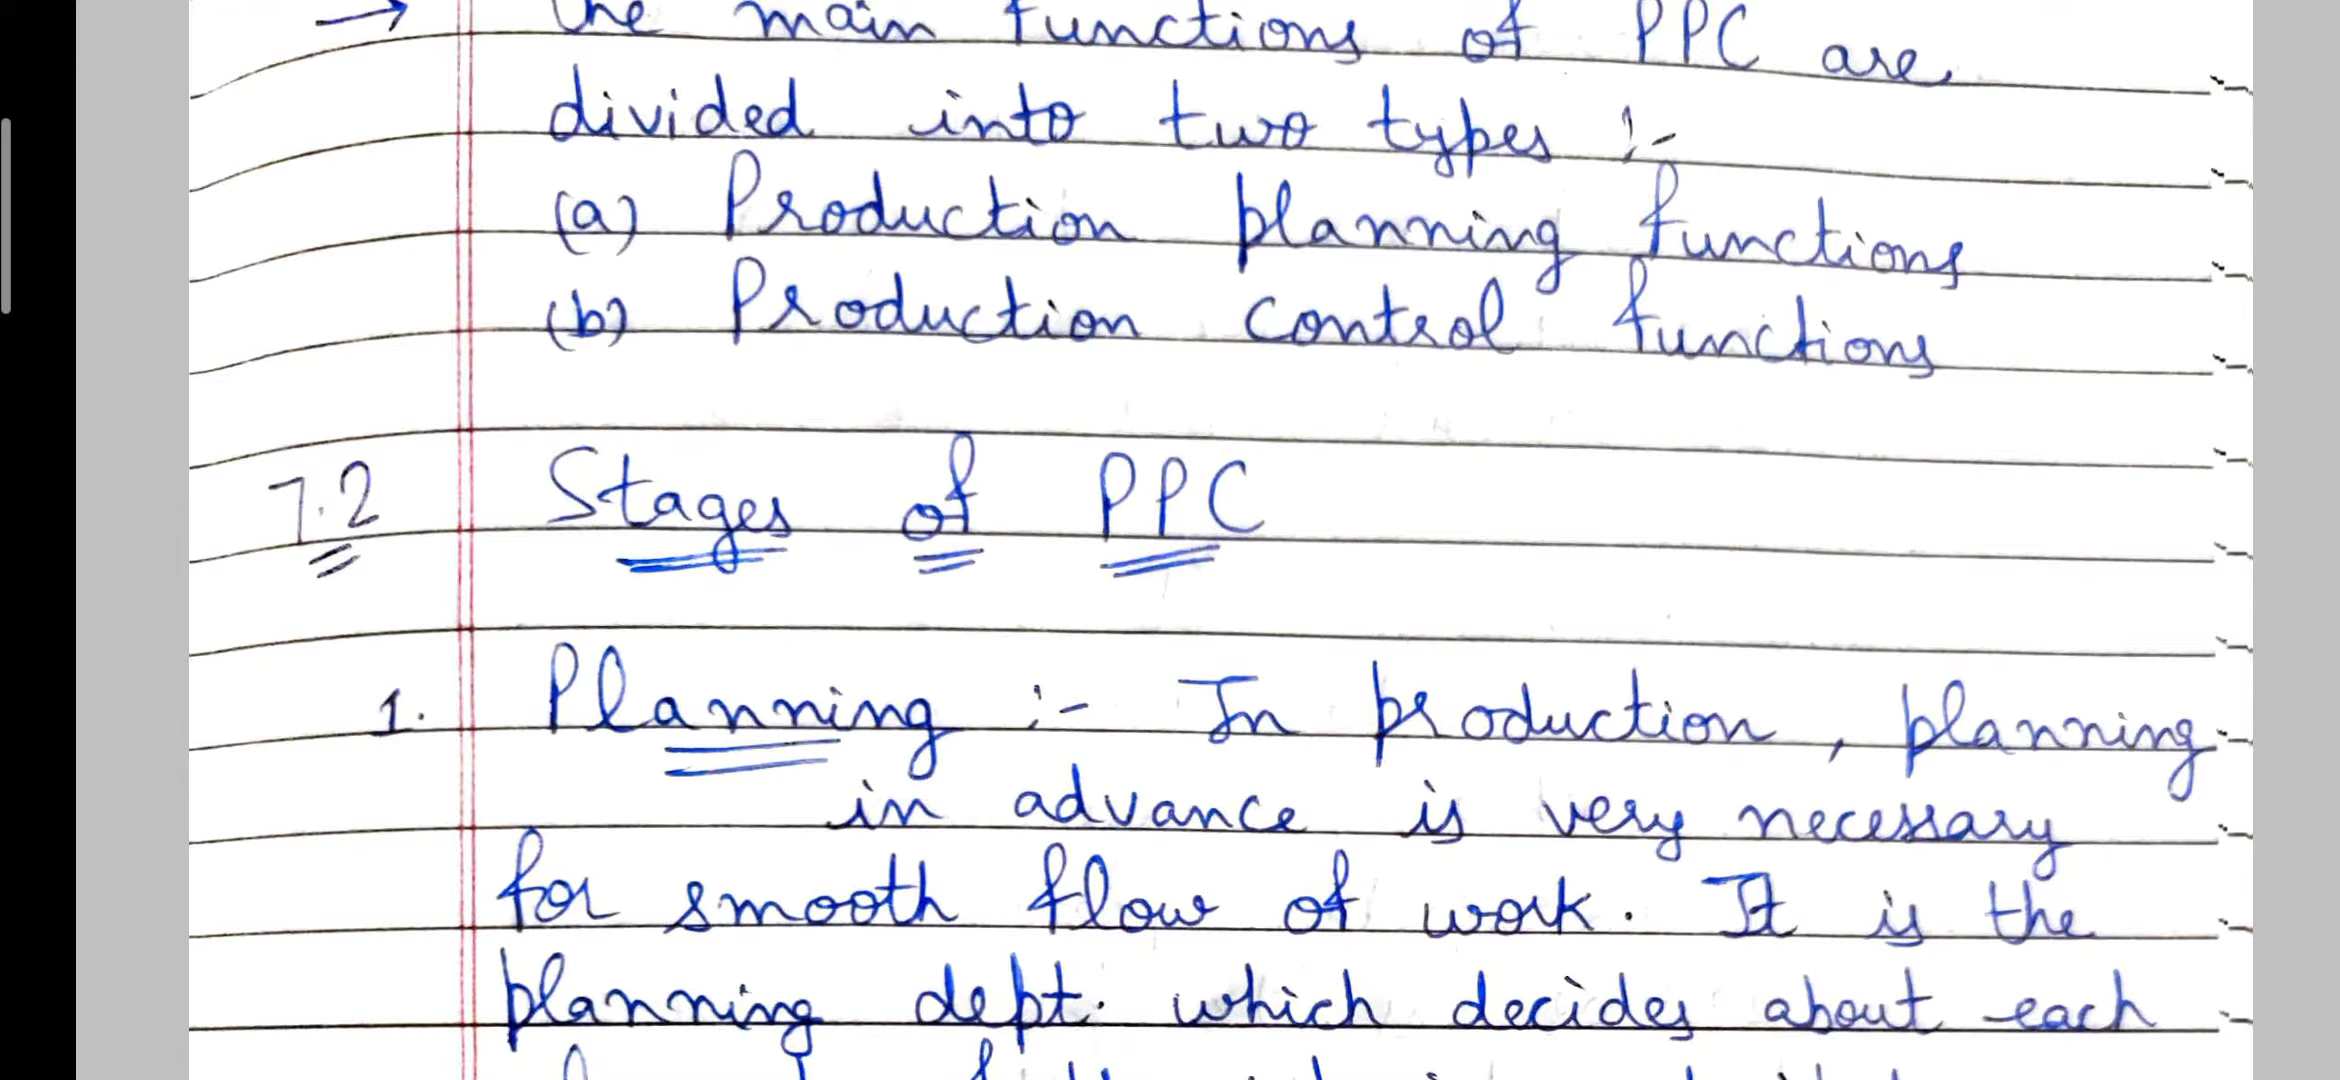 → the main functions of PPC are
divided into two types :-
(a) Production planning functions
(b) Production control functions
7.2 Stages of PPC
1. Planning :- In production, planning
in advance is very necessary
for smooth flow of work. It is the
planning deptt. which decides about each